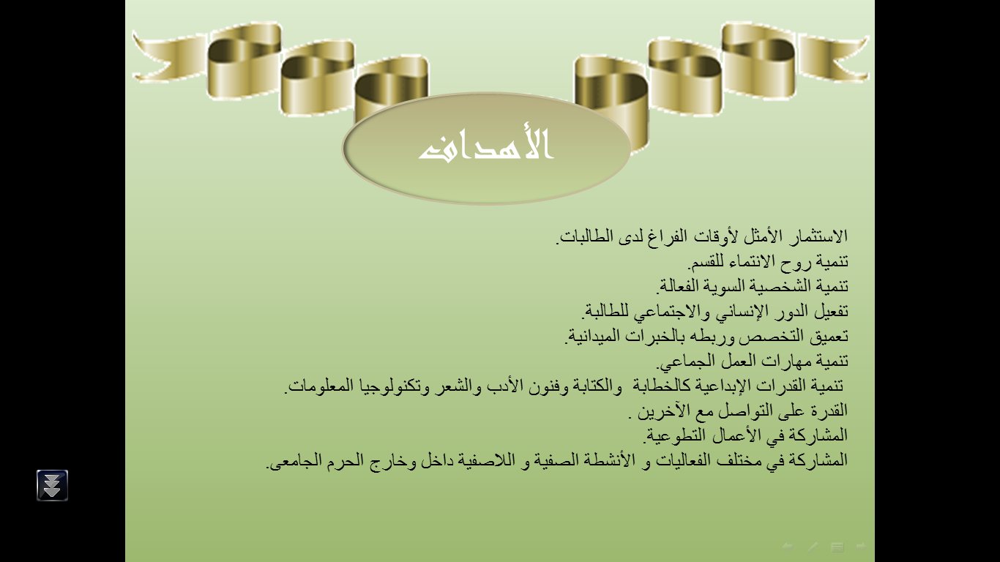 الأهداف
الاستثمار الأمثل لأوقات الفراغ لدى الطالبات.
تنمية روح الانتماء للقسم.
تنمية الشخصية السوية الفعالة.
تفعيل الدور الإنساني والاجتماعي للطالبة.
تعميق التخصص وربطه بالخبرات الميدانية.
تنمية مهارات العمل الجماعي.
تنمية القدرات الإبداعية كالخطابة والكتابة وفنون الأدب والشعر وتكنولوجيا المعلومات.
القدرة على التواصل مع الآخرين .
المشاركة في الأعمال التطوعية.
المشاركة في مختلف الفعاليات و الأنشطة الصفية و اللاصفية داخل وخارج الحرم الجامعى.